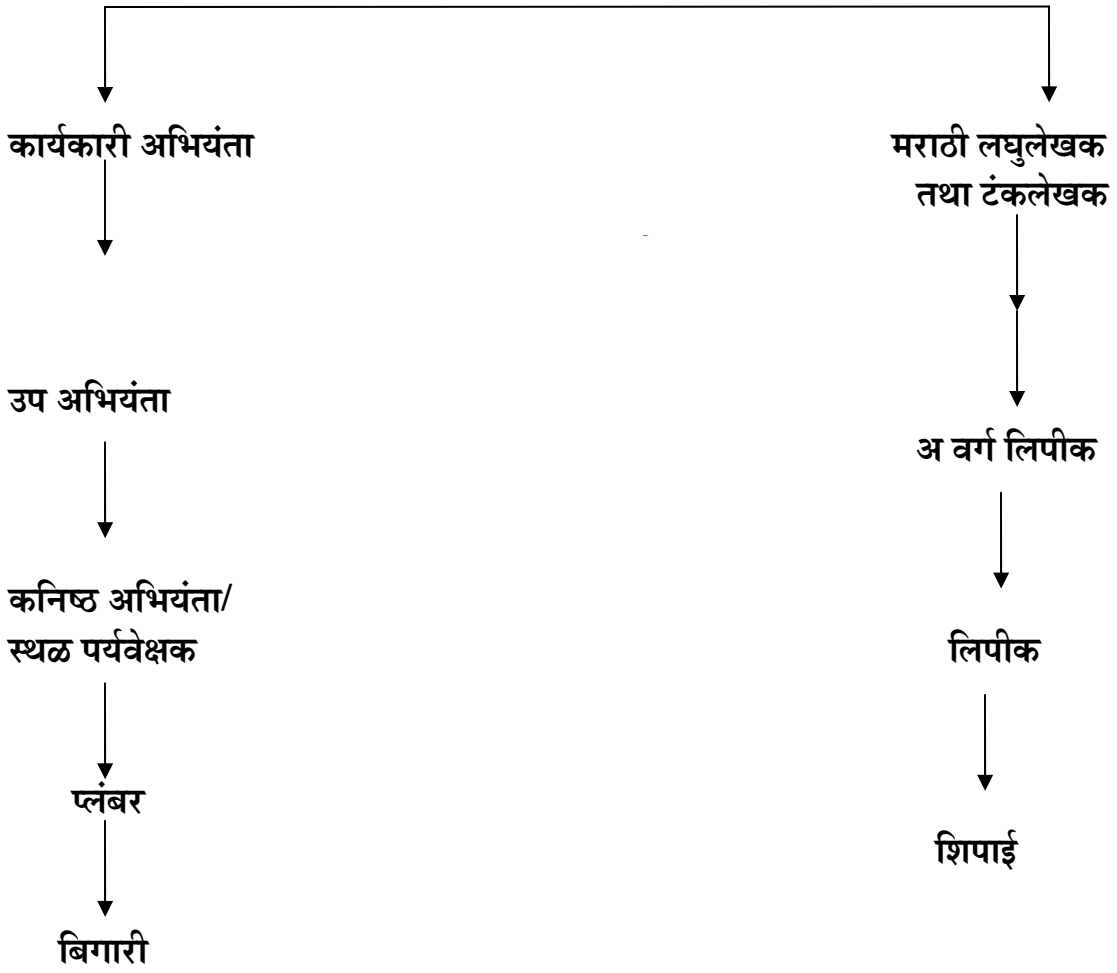 कार्यकारी अभियंता
मराठी लघुलेखक
तथा टंकलेखक
उप अभियंता
अ वर्ग लिपीक
कनिष्ठ अभियंता/
स्थळ पर्यवेक्षक
लिपीक
प्लंबर
शिपाई
बिगारी